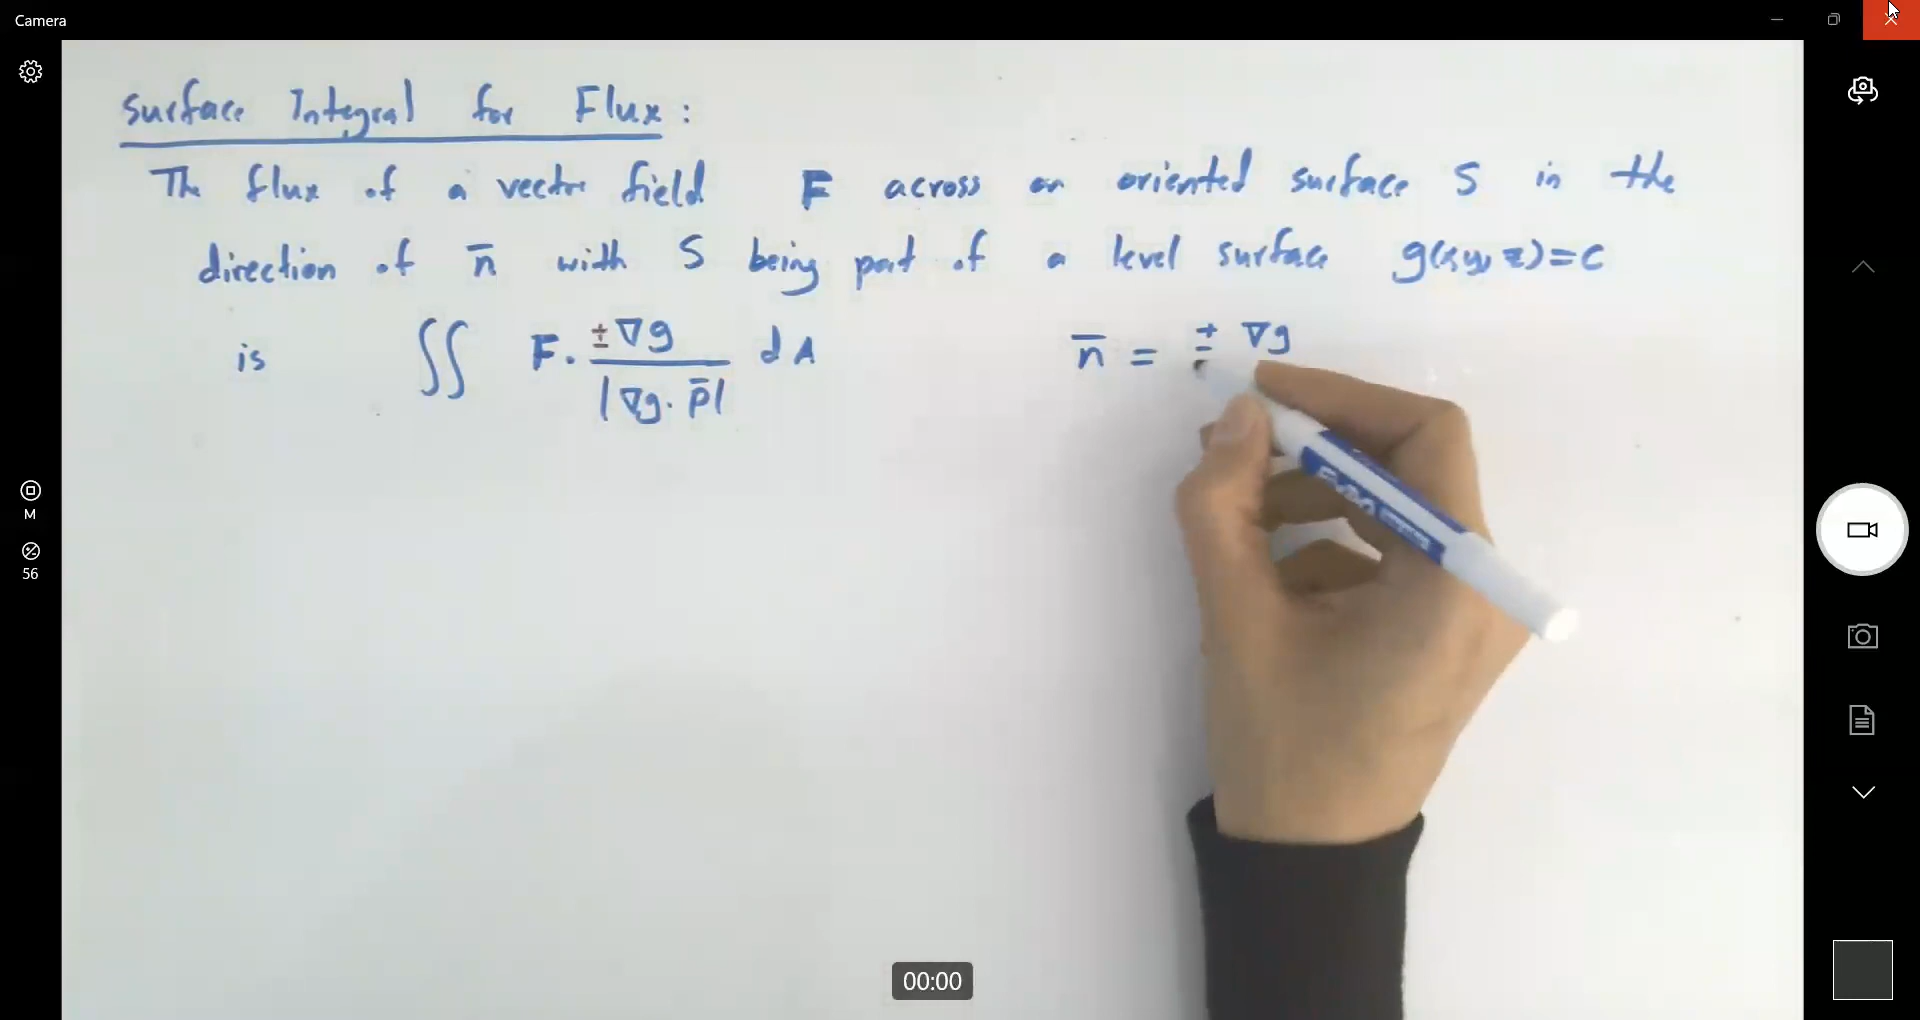 Camera
Surface Integral for Flux:
The flux of a vector field F across an oriented surface S in the
direction of n̅ with S being part of a level surface g(x,y,z)=c
is ∬ F · ±∇g / |∇g · p̅| dA n̅ = ± ∇g
M
56
EXPO
00:00